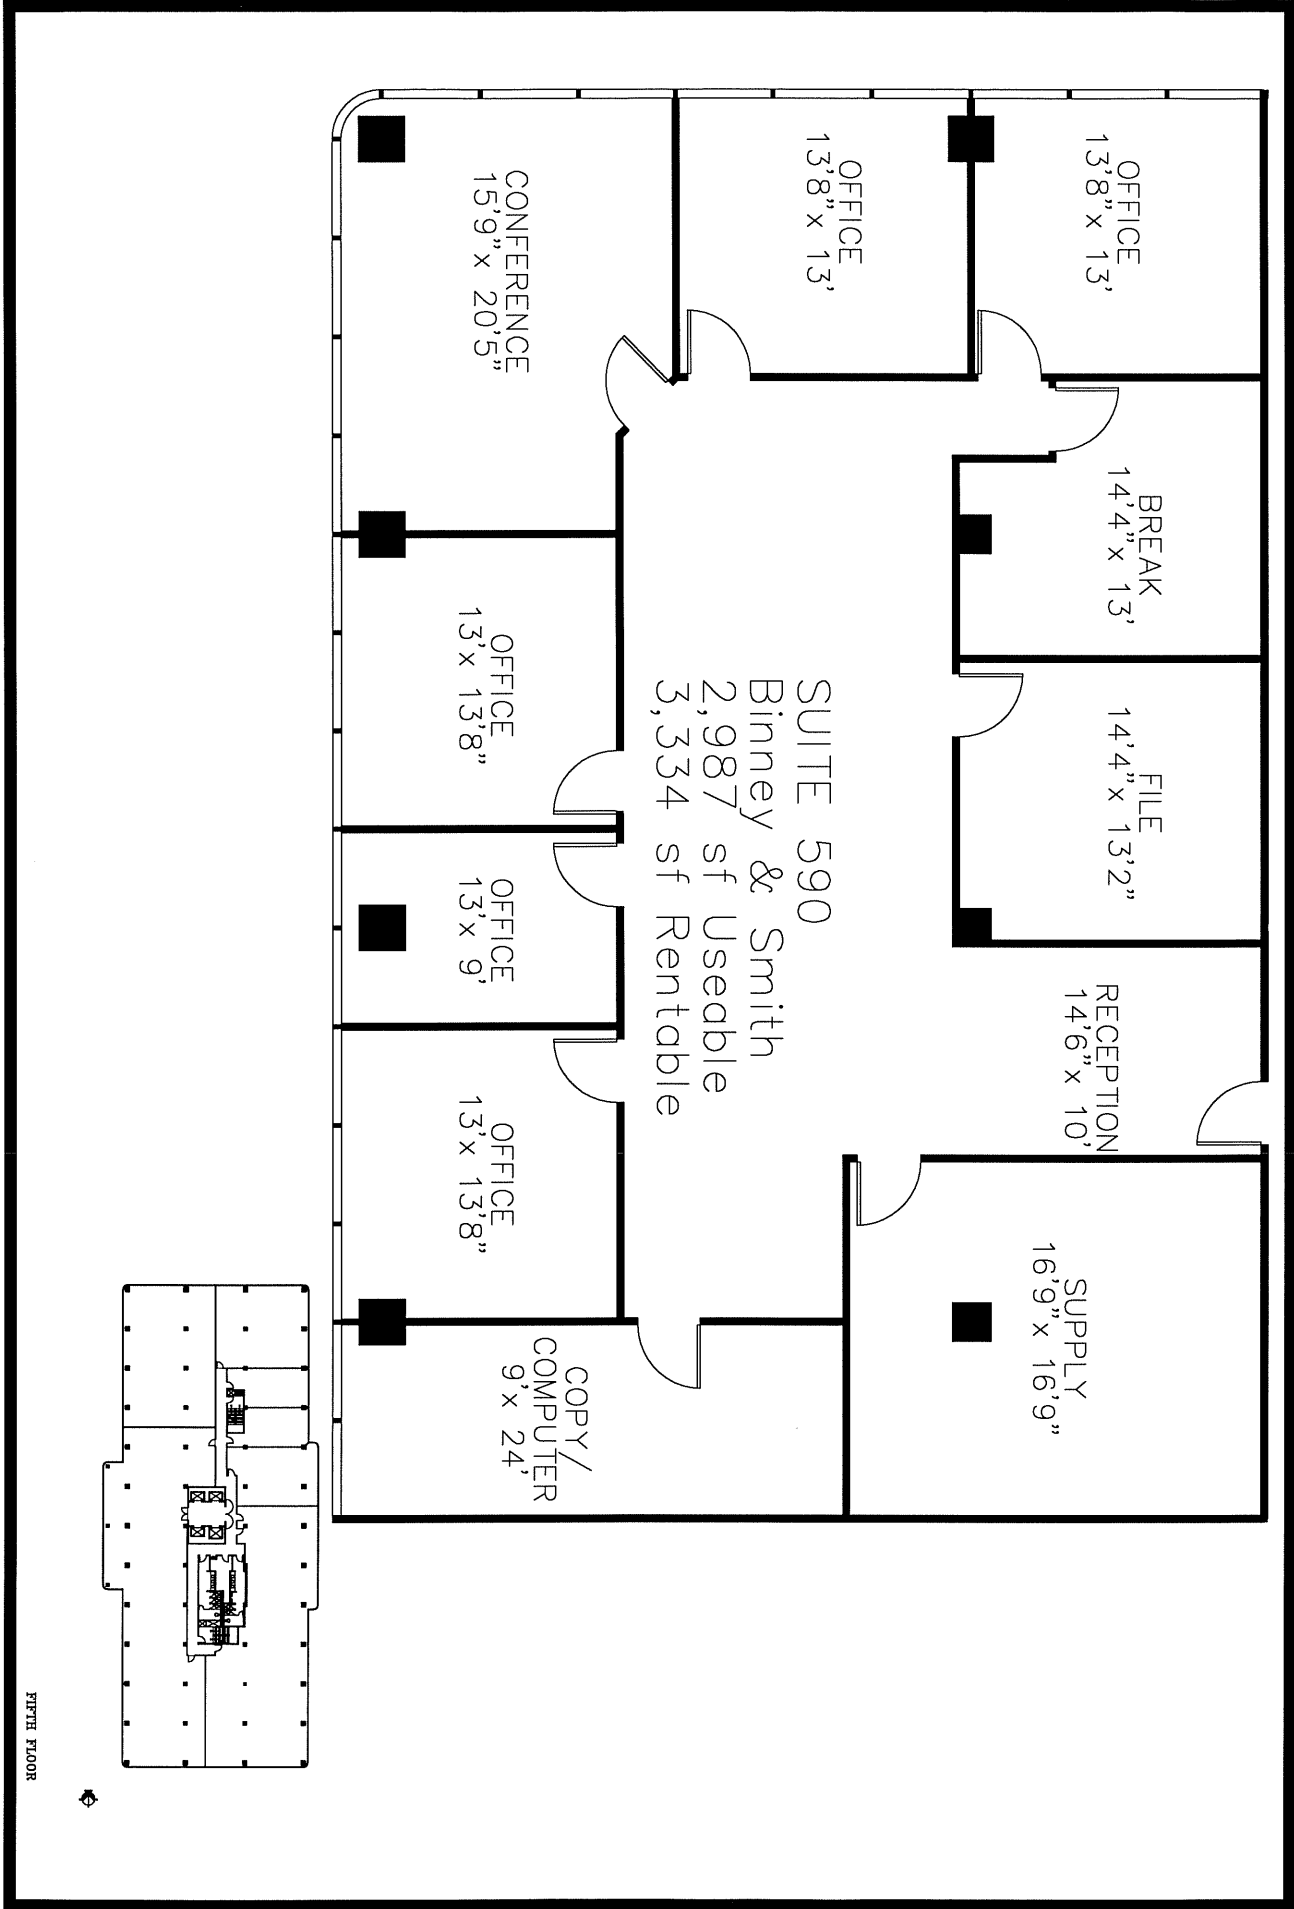 OFFICE
13'8" x 13'
BREAK
14'4" x 13'
FILE
14'4" x 13'2"
RECEPTION
14'6" x 10'
SUPPLY
16'9" x 16'9"
OFFICE
13'8" x 13'
SUITE 590
Binney & Smith
2,987 sf Useable
3,334 sf Rentable
CONFERENCE
15'9" x 20'5"
OFFICE
13' x 13'8"
OFFICE
13' x 9'
OFFICE
13' x 13'8"
COPY/
COMPUTER
9' x 24'
FIFTH FLOOR